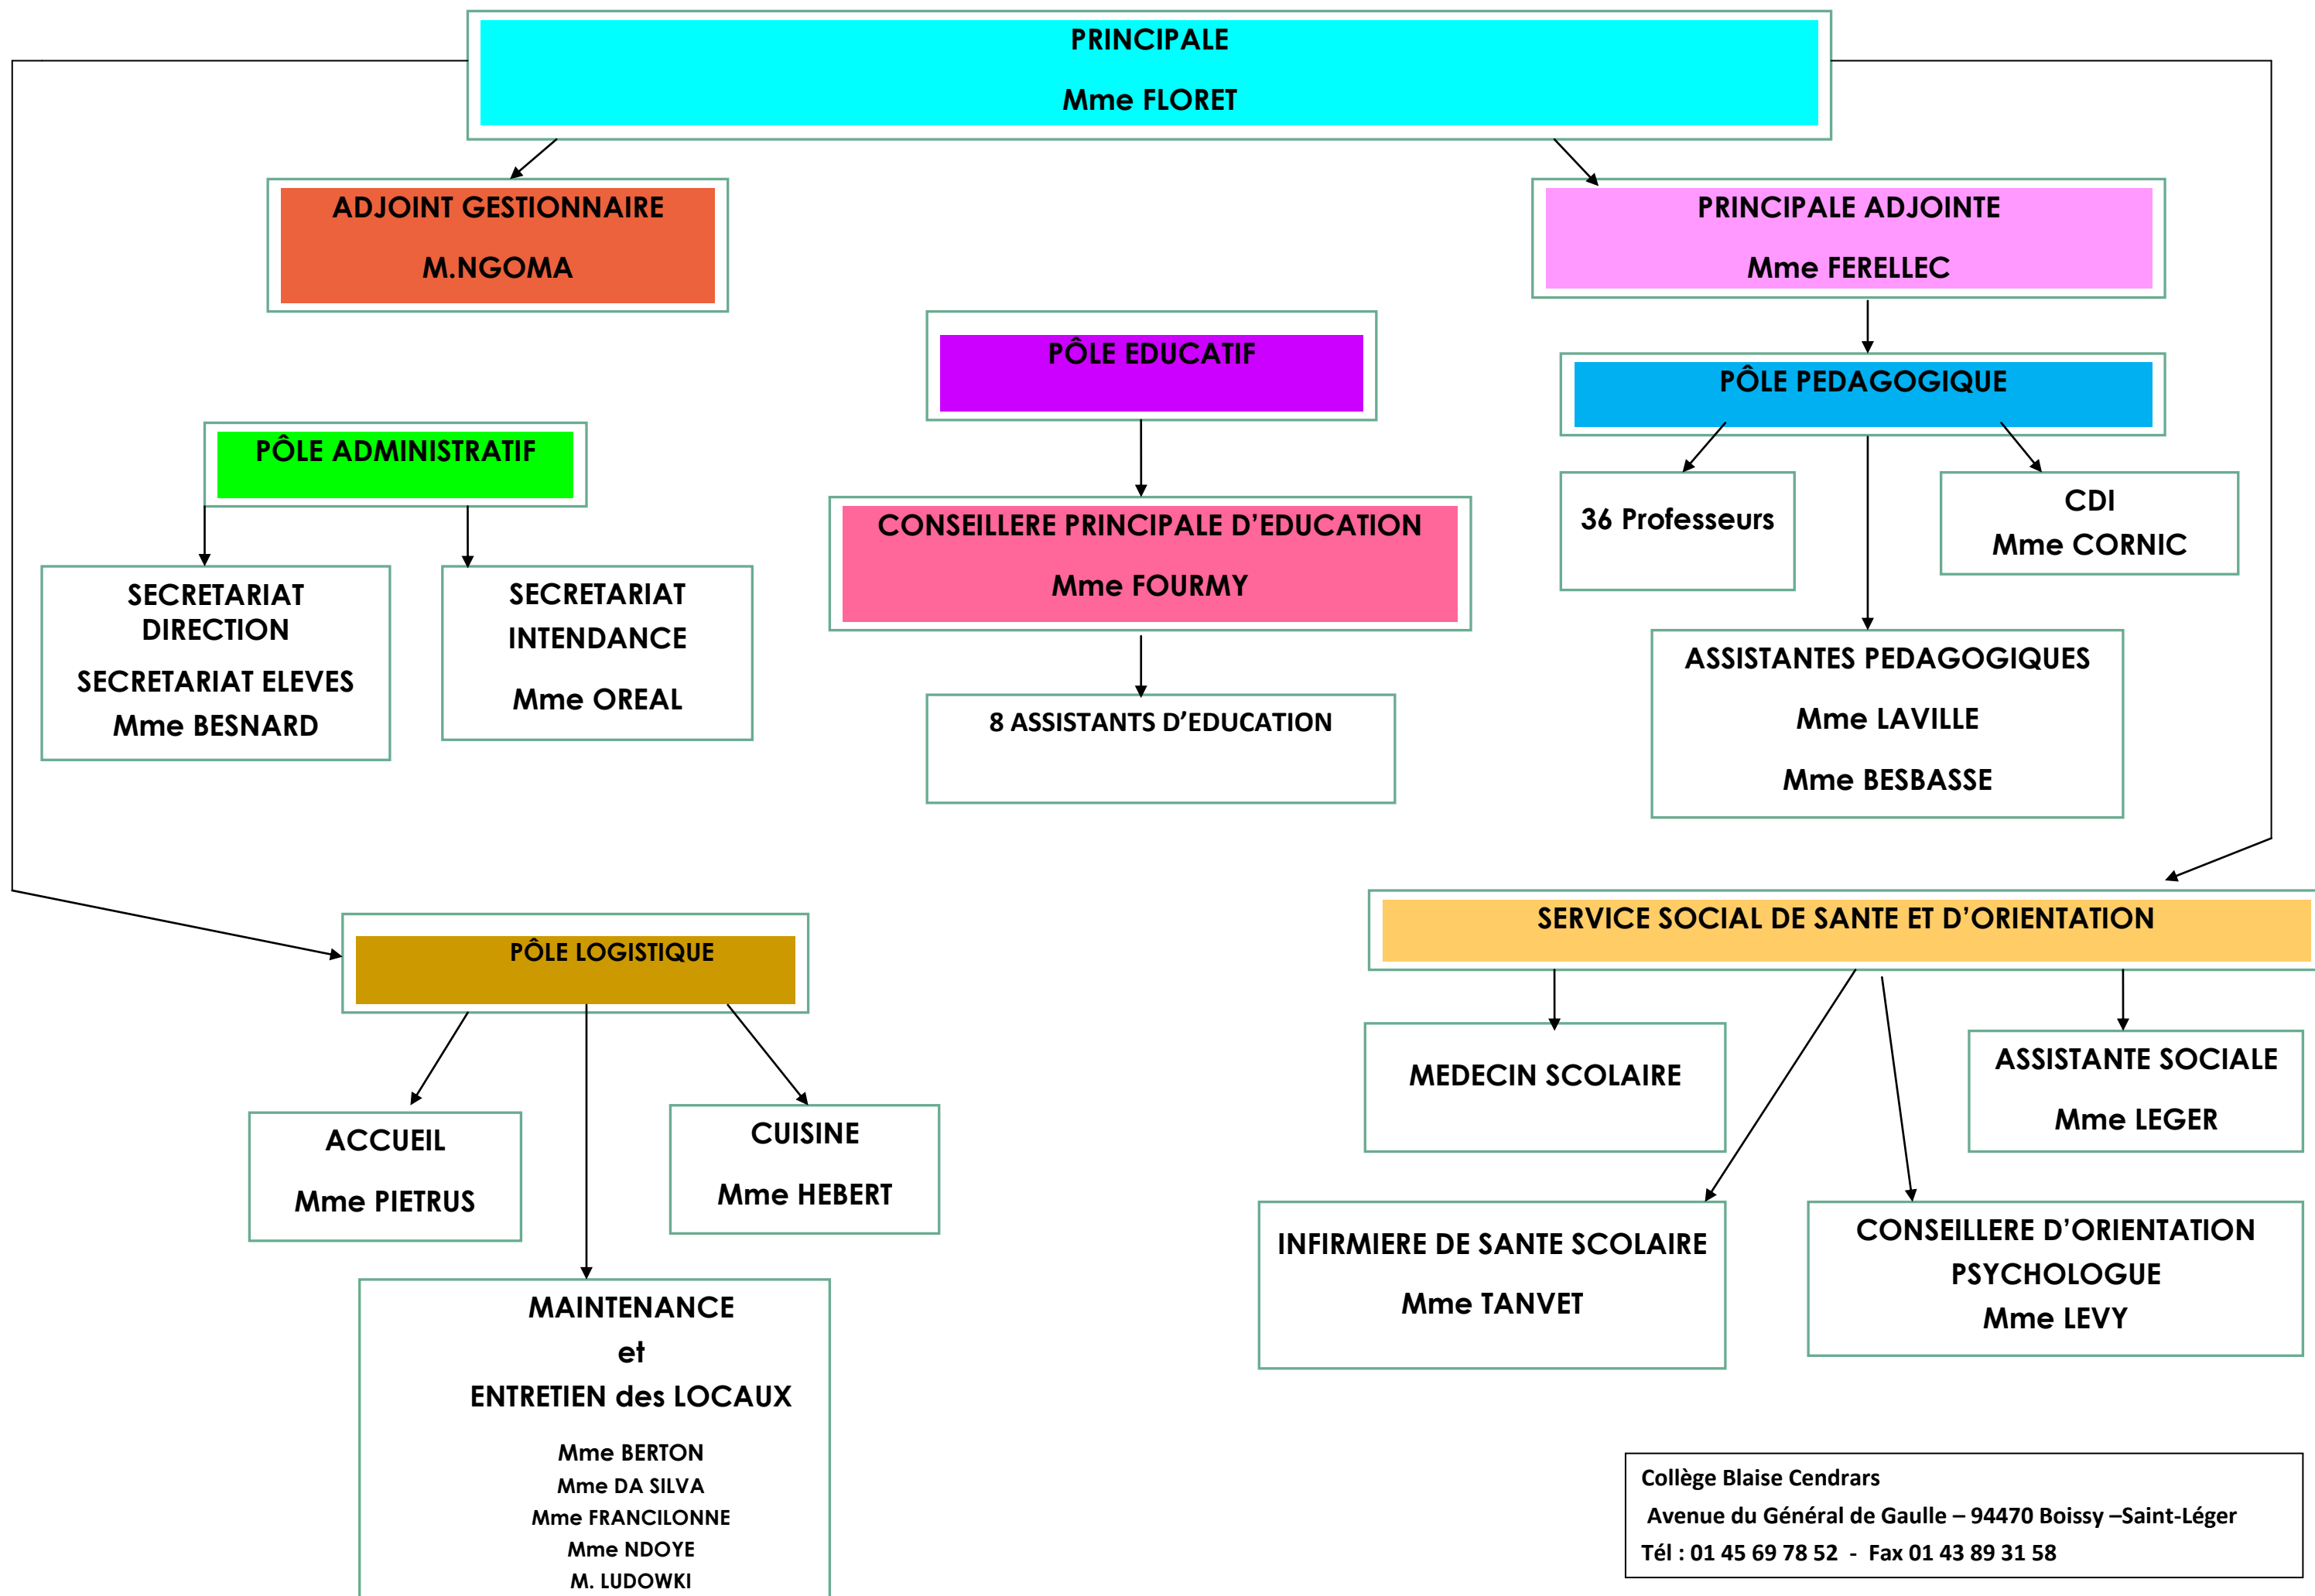 PRINCIPALE
Mme FLORET
ADJOINT GESTIONNAIRE
M.NGOMA
PRINCIPALE ADJOINTE
Mme FERELLEC
PÔLE EDUCATIF
PÔLE PEDAGOGIQUE
PÔLE ADMINISTRATIF
36 Professeurs
CDI
Mme CORNIC
CONSEILLERE PRINCIPALE D’EDUCATION
Mme FOURMY
SECRETARIAT
DIRECTION
SECRETARIAT ELEVES
Mme BESNARD
SECRETARIAT
INTENDANCE
Mme OREAL
8 ASSISTANTS D’EDUCATION
ASSISTANTES PEDAGOGIQUES
Mme LAVILLE
Mme BESBASSE
PÔLE LOGISTIQUE
SERVICE SOCIAL DE SANTE ET D’ORIENTATION
MEDECIN SCOLAIRE
ASSISTANTE SOCIALE
Mme LEGER
ACCUEIL
Mme PIETRUS
CUISINE
Mme HEBERT
INFIRMIERE DE SANTE SCOLAIRE
Mme TANVET
CONSEILLERE D’ORIENTATION
PSYCHOLOGUE
Mme LEVY
MAINTENANCE
et
ENTRETIEN des LOCAUX
Mme BERTON
Mme DA SILVA
Mme FRANCILONNE
Mme NDOYE
M. LUDOWKI
Collège Blaise Cendrars
Avenue du Général de Gaulle – 94470 Boissy –Saint-Léger
Tél : 01 45 69 78 52 - Fax 01 43 89 31 58